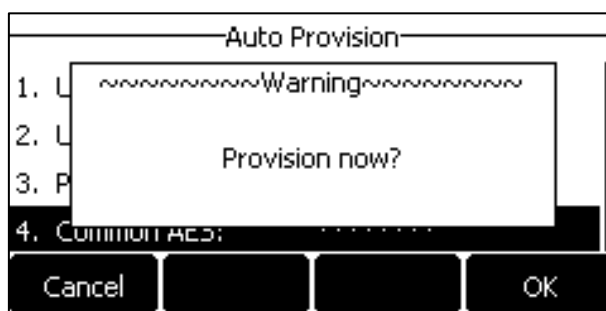 Auto Provision
~~~~~~~~Warning~~~~~~~~
1. U
2. U
Provision now?
3. P
4. Common AES: ········
Cancel OK